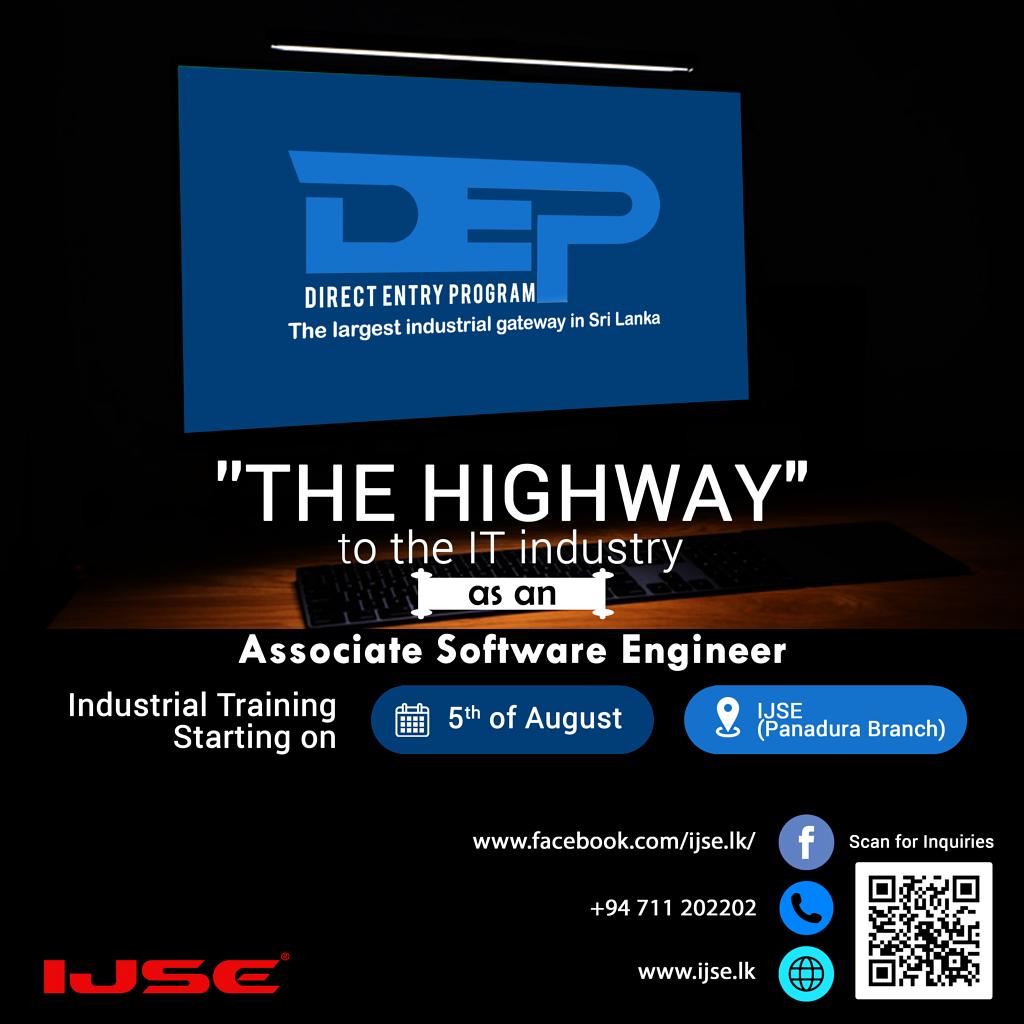 DEP
DIRECT ENTRY PROGRAM
The largest industrial gateway in Sri Lanka
"THE HIGHWAY"
to the IT industry
as an
Associate Software Engineer
Industrial Training
Starting on
5th of August
IJSE
(Panadura Branch)
www.facebook.com/ijse.lk/
Scan for Inquiries
+94 711 202202
www.ijse.lk
IJSE®